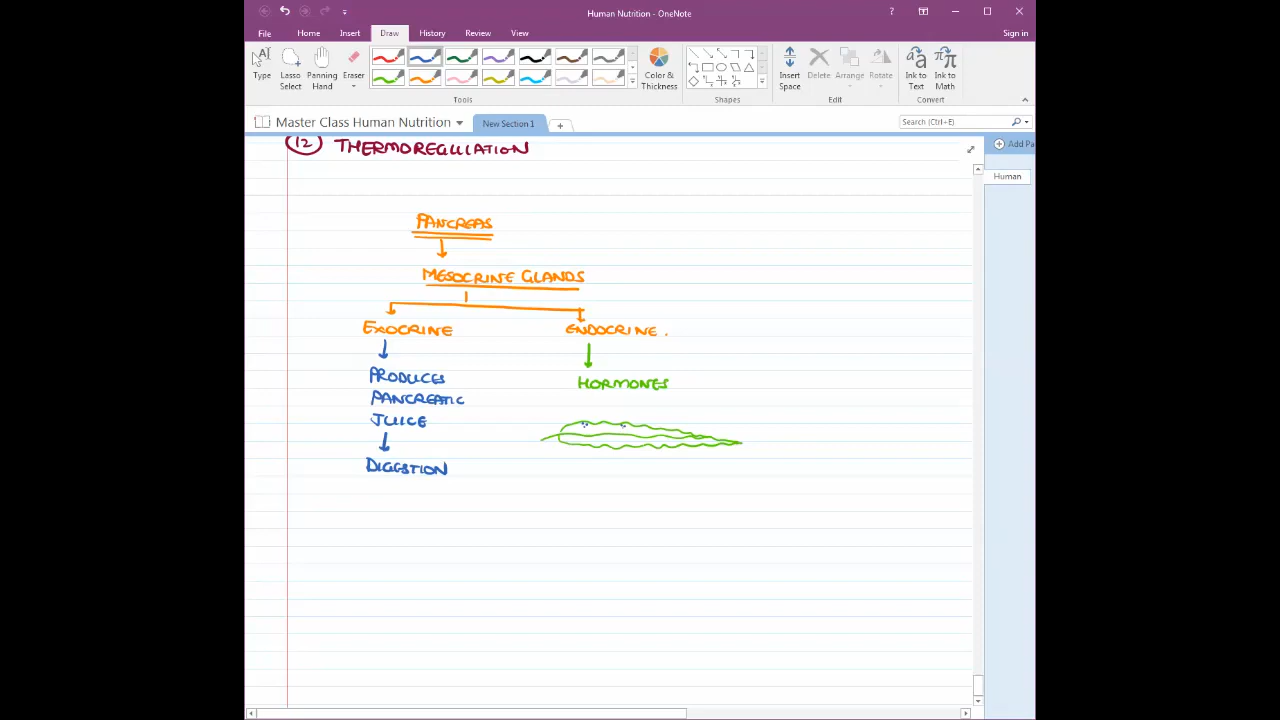 Human Nutrition - OneNote
File Home Insert Draw History Review View Sign in
Type Lasso Select Panning Hand Eraser Color & Thickness Insert Space Delete Arrange Rotate Ink to Text Ink to Math
Tools Shapes Edit Convert
Master Class Human Nutrition New Section 1 Search (Ctrl+E)
Add Pa
Human
12 THERMOREGULATION
PANCREAS
MESOCRINE GLANDS
EXOCRINE ENDOCRINE.
PRODUCES
PANCREATIC
JUICE
HORMONES
DIGESTION